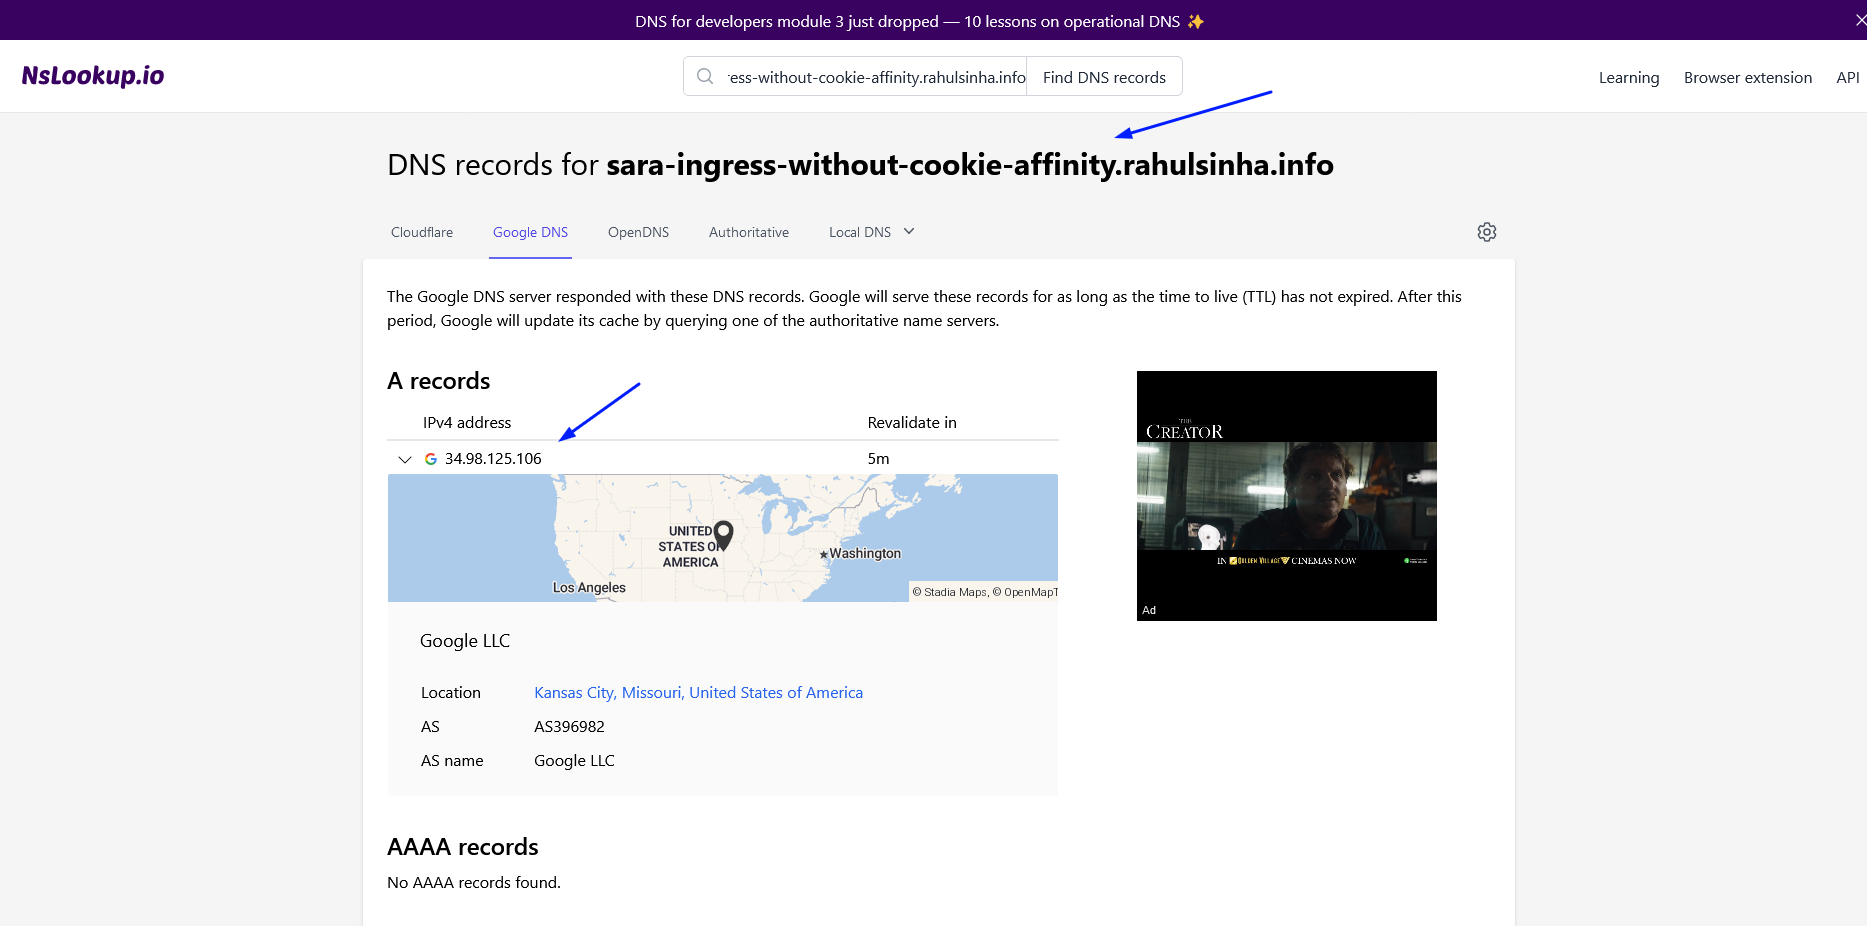 DNS for developers module 3 just dropped — 10 lessons on operational DNS ✨
NsLookup.io
ress-without-cookie-affinity.rahulsinha.info
Find DNS records
Learning
Browser extension
API
DNS records for sara-ingress-without-cookie-affinity.rahulsinha.info
Cloudflare
Google DNS
OpenDNS
Authoritative
Local DNS
The Google DNS server responded with these DNS records. Google will serve these records for as long as the time to live (TTL) has not expired. After this
period, Google will update its cache by querying one of the authoritative name servers.
A records
IPv4 address
Revalidate in
34.98.125.106
5m
UNITED
STATES OF
AMERICA
Washington
Los Angeles
© Stadia Maps, © OpenMapT
THE
CREATOR
IN GOLDEN VILLAGE CINEMAS NOW
Ad
Google LLC
Location
Kansas City, Missouri, United States of America
AS
AS396982
AS name
Google LLC
AAAA records
No AAAA records found.